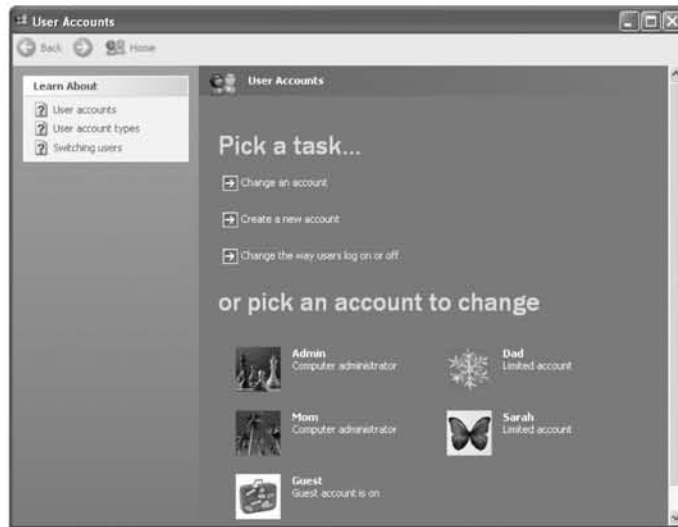 User Accounts
Back Home
Learn About
User accounts
User account types
Switching users
User Accounts
Pick a task...
Change an account
Create a new account
Change the way users log on or off
or pick an account to change
Admin
Computer administrator
Dad
Limited account
Mom
Computer administrator
Sarah
Limited account
Guest
Guest account is on